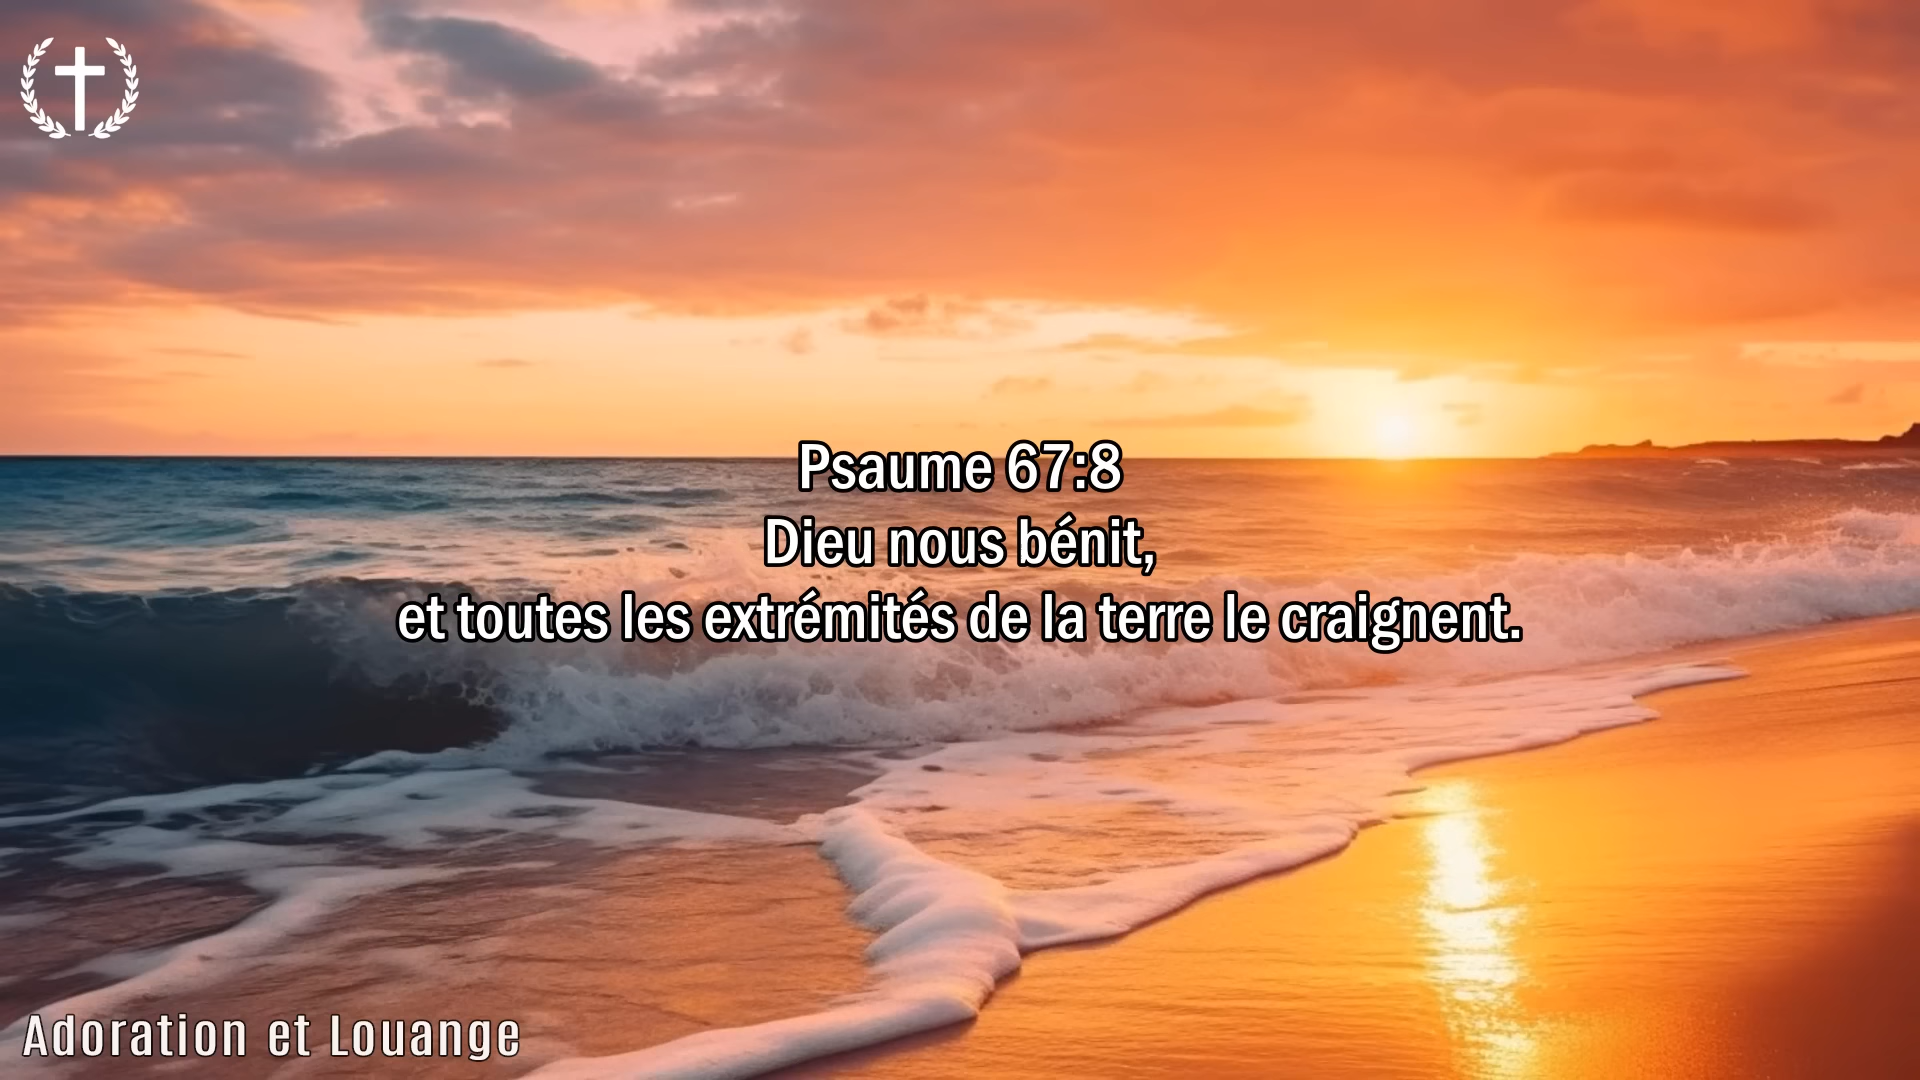 Psaume 67:8
Dieu nous bénit,
et toutes les extrémités de la terre le craignent.
Adoration et Louange